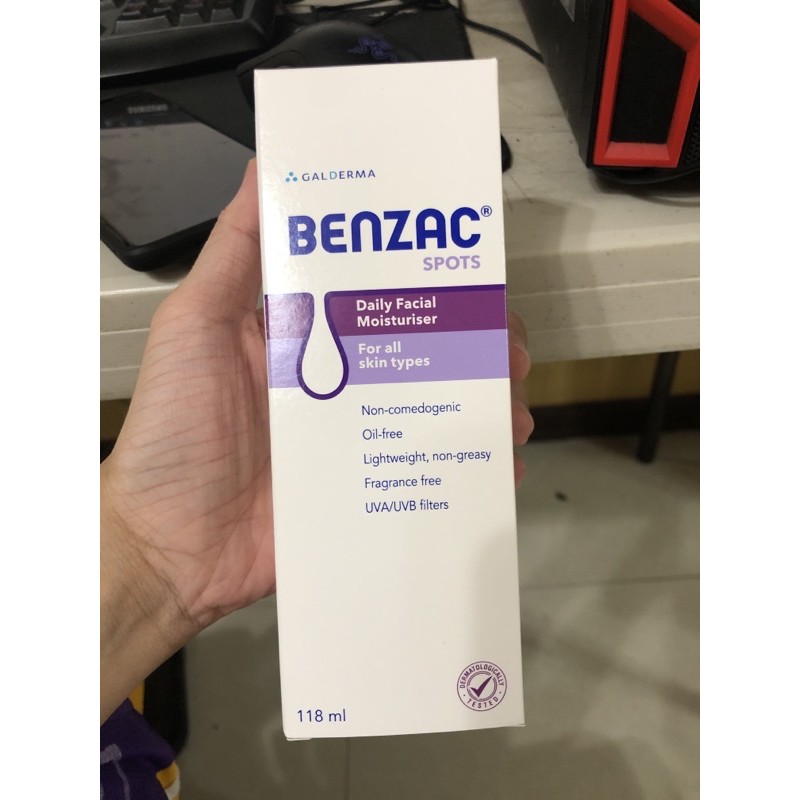 GALDERMA
BENZAC®
SPOTS
Daily Facial
Moisturiser
For all
skin types
Non-comedogenic
Oil-free
Lightweight, non-greasy
Fragrance free
UVA/UVB filters
DERMATOLOGICALLY
TESTED
118 ml
SAMSUNG